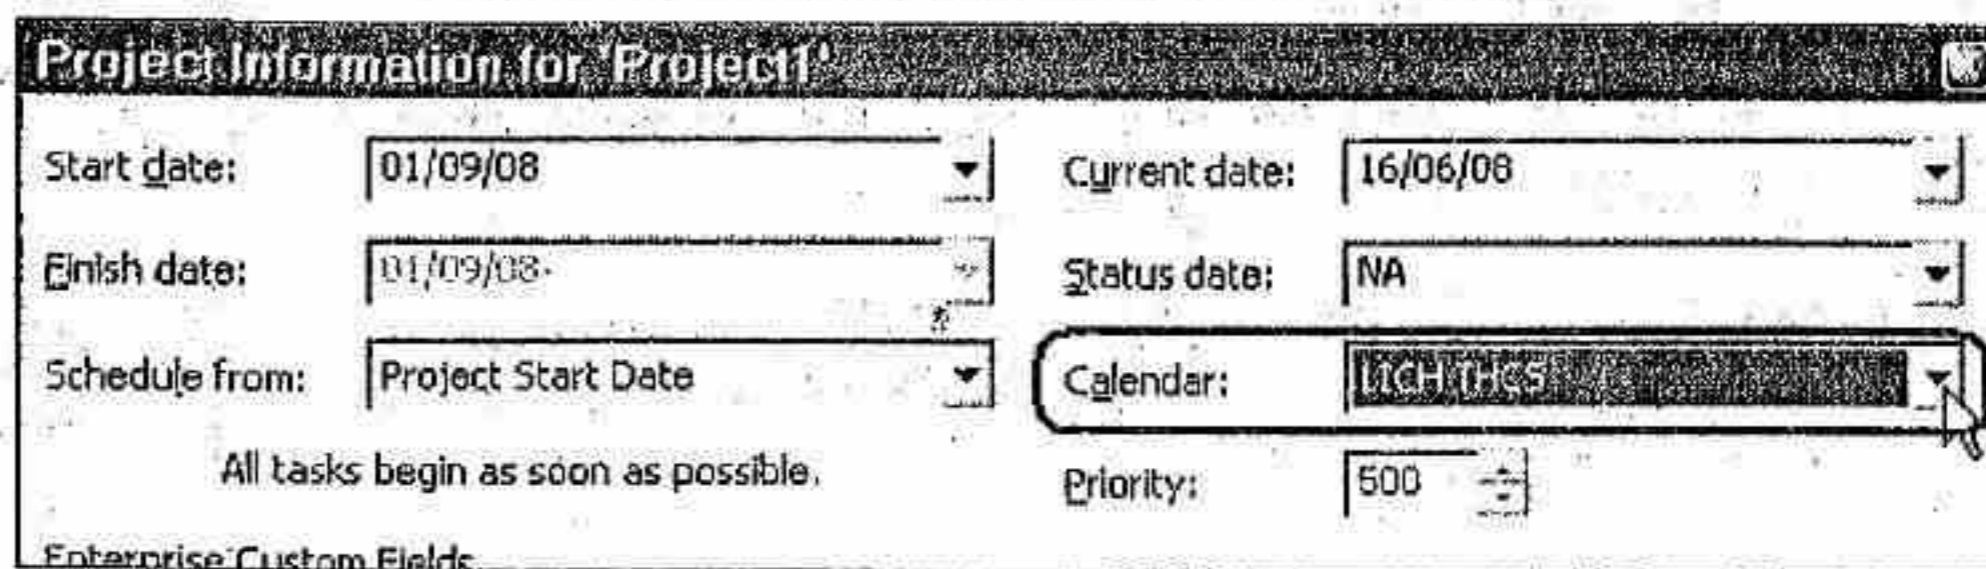 Project Information for 'Project1'
Start date: 01/09/08 Current date: 16/06/08
Finish date: 01/09/08 Status date: NA
Schedule from: Project Start Date Calendar: LICH THCS
All tasks begin as soon as possible. Priority: 500
Enterprise Custom Fields